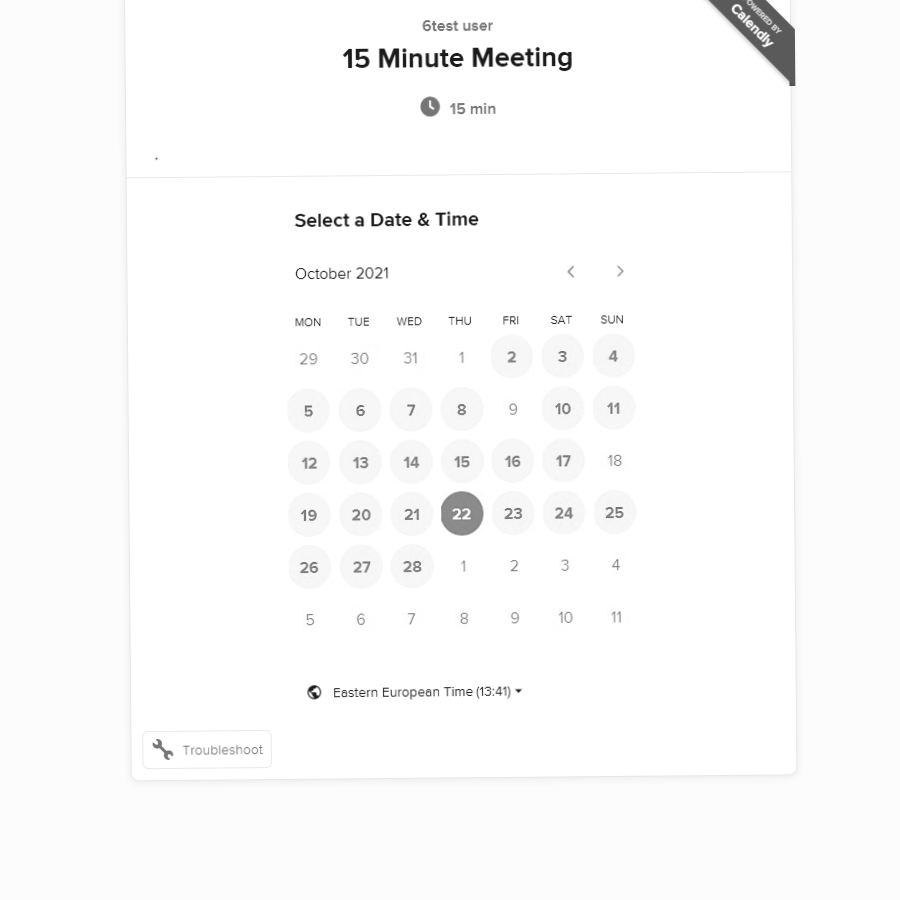 6test user
15 Minute Meeting
15 min
.
POWERED BY
Calendly
Select a Date & Time
October 2021
MON TUE WED THU FRI SAT SUN
29 30 31 1 2 3 4
5 6 7 8 9 10 11
12 13 14 15 16 17 18
19 20 21 22 23 24 25
26 27 28 1 2 3 4
5 6 7 8 9 10 11
Eastern European Time (13:41)
Troubleshoot